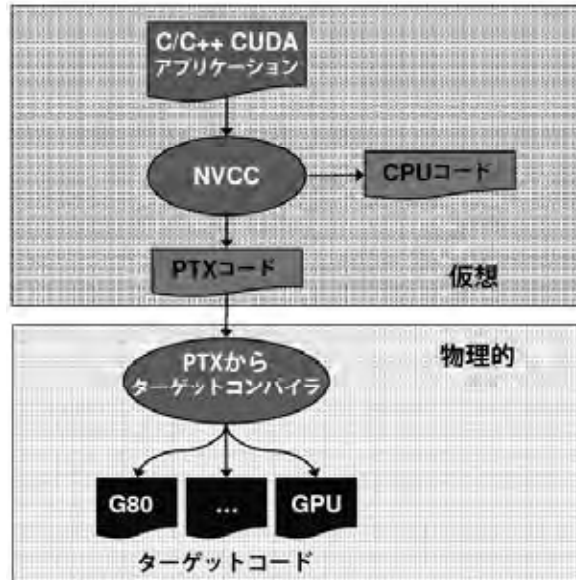 C/C++ CUDA
アプリケーション
NVCC
CPUコード
PTXコード
仮想
物理的
PTXから
ターゲットコンパイラ
G80
...
GPU
ターゲットコード